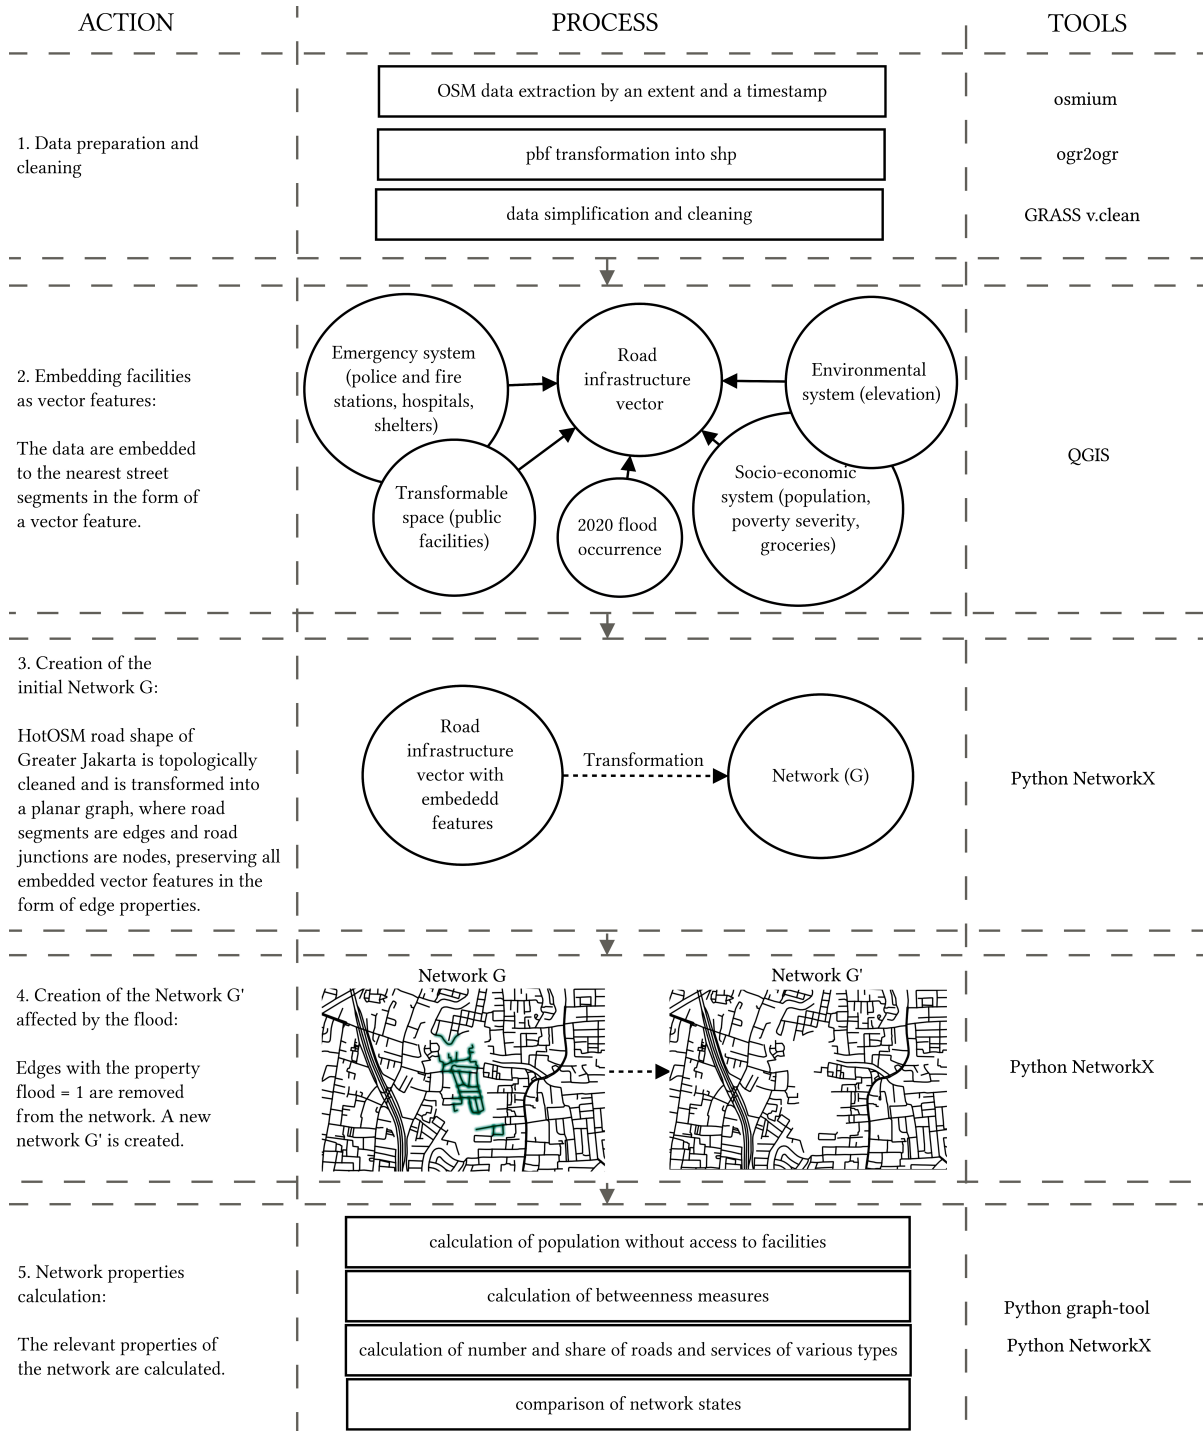 ACTION
PROCESS
TOOLS
1. Data preparation and
cleaning
OSM data extraction by an extent and a timestamp
pbf transformation into shp
data simplification and cleaning
osmium
ogr2ogr
GRASS v.clean
2. Embedding facilities
as vector features:
The data are embedded
to the nearest street
segments in the form of
a vector feature.
Emergency system
(police and fire
stations, hospitals,
shelters)
Road
infrastructure
vector
Environmental
system (elevation)
Transformable
space (public
facilities)
2020 flood
occurrence
Socio-economic
system (population,
poverty severity,
groceries)
QGIS
3. Creation of the
initial Network G:
HotOSM road shape of
Greater Jakarta is topologically
cleaned and is transformed into
a planar graph, where road
segments are edges and road
junctions are nodes, preserving all
embedded vector features in the
form of edge properties.
Road
infrastructure
vector with
embededd
features
Transformation
Network (G)
Python NetworkX
4. Creation of the Network G'
affected by the flood:
Edges with the property
flood = 1 are removed
from the network. A new
network G' is created.
Network G
Network G'
Python NetworkX
5. Network properties
calculation:
The relevant properties of
the network are calculated.
calculation of population without access to facilities
calculation of betweenness measures
calculation of number and share of roads and services of various types
comparison of network states
Python graph-tool
Python NetworkX